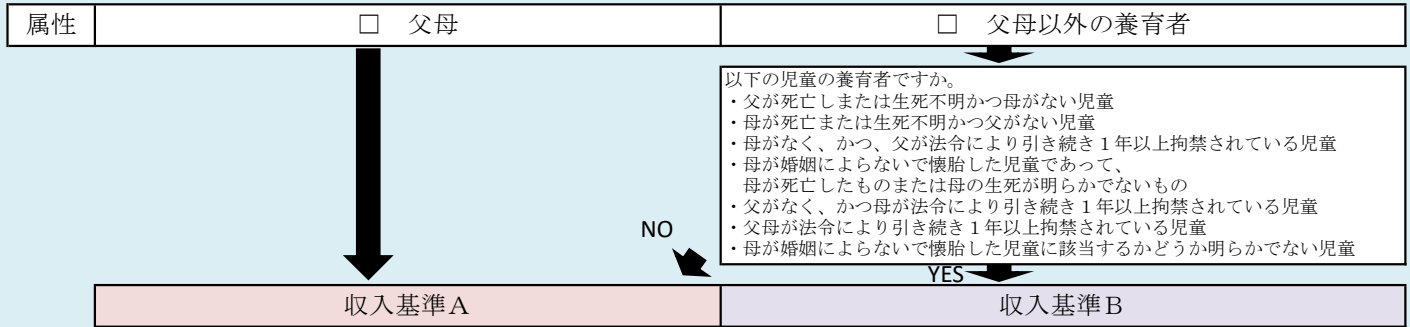 属性 □ 父母 □ 父母以外の養育者
以下の児童の養育者ですか。
・父が死亡しまたは生死不明かつ母がない児童
・母が死亡または生死不明かつ父がない児童
・母がなく、かつ、父が法令により引き続き１年以上拘禁されている児童
・母が婚姻によらないで懐胎した児童であって、
母が死亡したものまたは母の生死が明らかでないもの
・父がなく、かつ母が法令により引き続き１年以上拘禁されている児童
・父母が法令により引き続き１年以上拘禁されている児童
・母が婚姻によらないで懐胎した児童に該当するかどうか明らかでない児童
NO
YES
収入基準Ａ 収入基準Ｂ